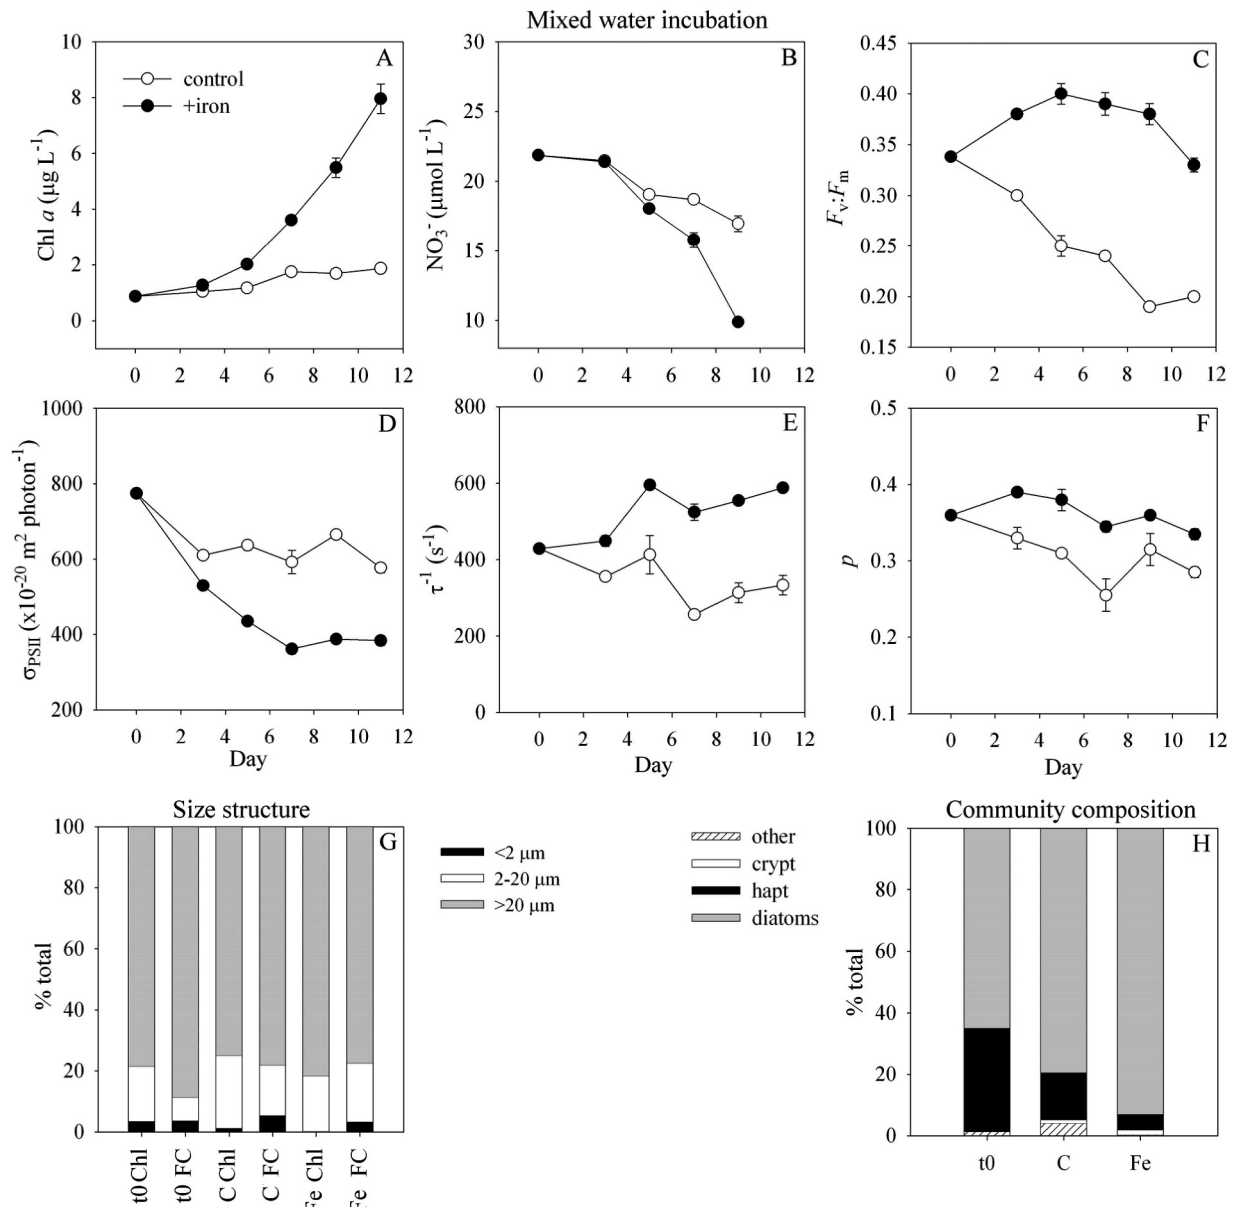 Mixed water incubation
A
control
+iron
Chl a (µg L⁻¹)
10
8
6
4
2
0
0 2 4 6 8 10 12
B
NO₃⁻ (µmol L⁻¹)
30
25
20
15
10
0 2 4 6 8 10 12
C
Fᵥ:Fₘ
0.45
0.40
0.35
0.30
0.25
0.20
0.15
0 2 4 6 8 10 12
D
σPSII (x10⁻²⁰ m² photon⁻¹)
1000
800
600
400
200
0 2 4 6 8 10 12
Day
E
τ⁻¹ (s⁻¹)
800
600
400
200
0
0 2 4 6 8 10 12
Day
F
p
0.5
0.4
0.3
0.2
0.1
0 2 4 6 8 10 12
Day
Size structure
G
% total
100
80
60
40
20
0
t0 Chl
t0 FC
C Chl
C FC
Fe Chl
Fe FC
<2 µm
2-20 µm
>20 µm
other
crypt
hapt
diatoms
Community composition
H
% total
100
80
60
40
20
0
t0 C Fe